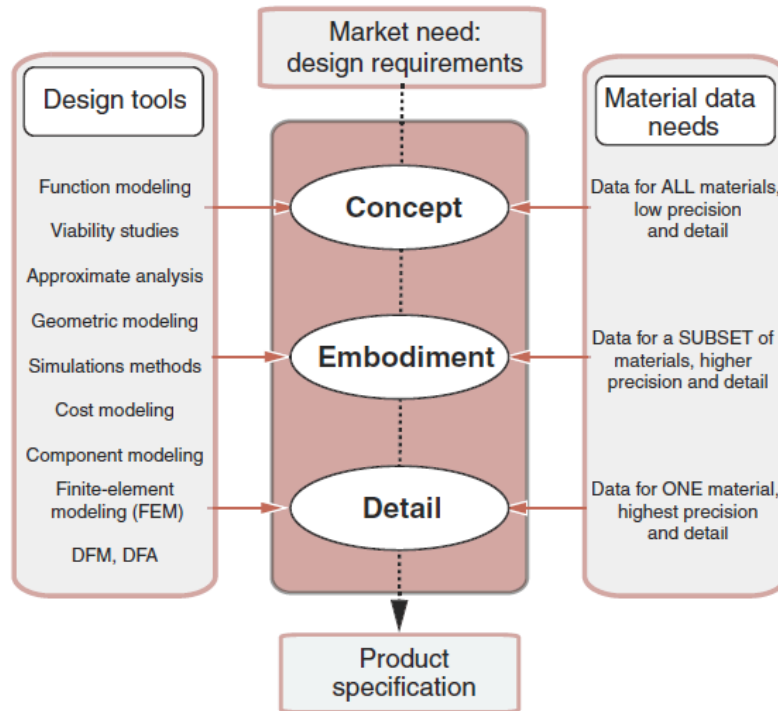 Market need:
design requirements
Design tools
Function modeling
Viability studies
Approximate analysis
Geometric modeling
Simulations methods
Cost modeling
Component modeling
Finite-element
modeling (FEM)
DFM, DFA
Concept
Embodiment
Detail
Material data
needs
Data for ALL materials,
low precision
and detail
Data for a SUBSET of
materials, higher
precision and detail
Data for ONE material,
highest precision
and detail
Product
specification